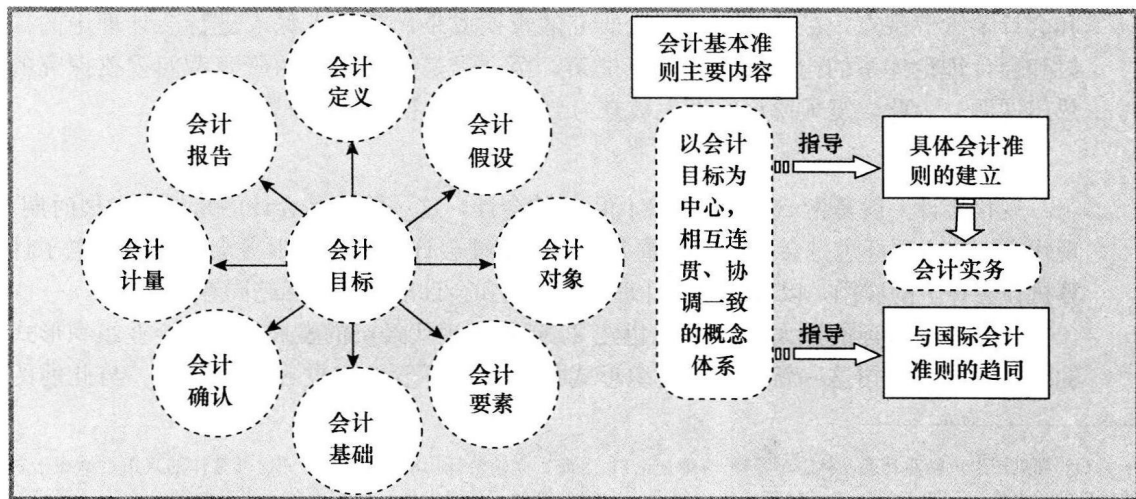 会计
定义
会计
假设
会计
对象
会计
要素
会计
基础
会计
确认
会计
计量
会计
报告
会计
目标
会计基本准
则主要内容
以会计
目标为
中心，
相互连
贯、协
调一致
的概念
体系
指导
具体会计准
则的建立
会计实务
指导
与国际会计
准则的趋同